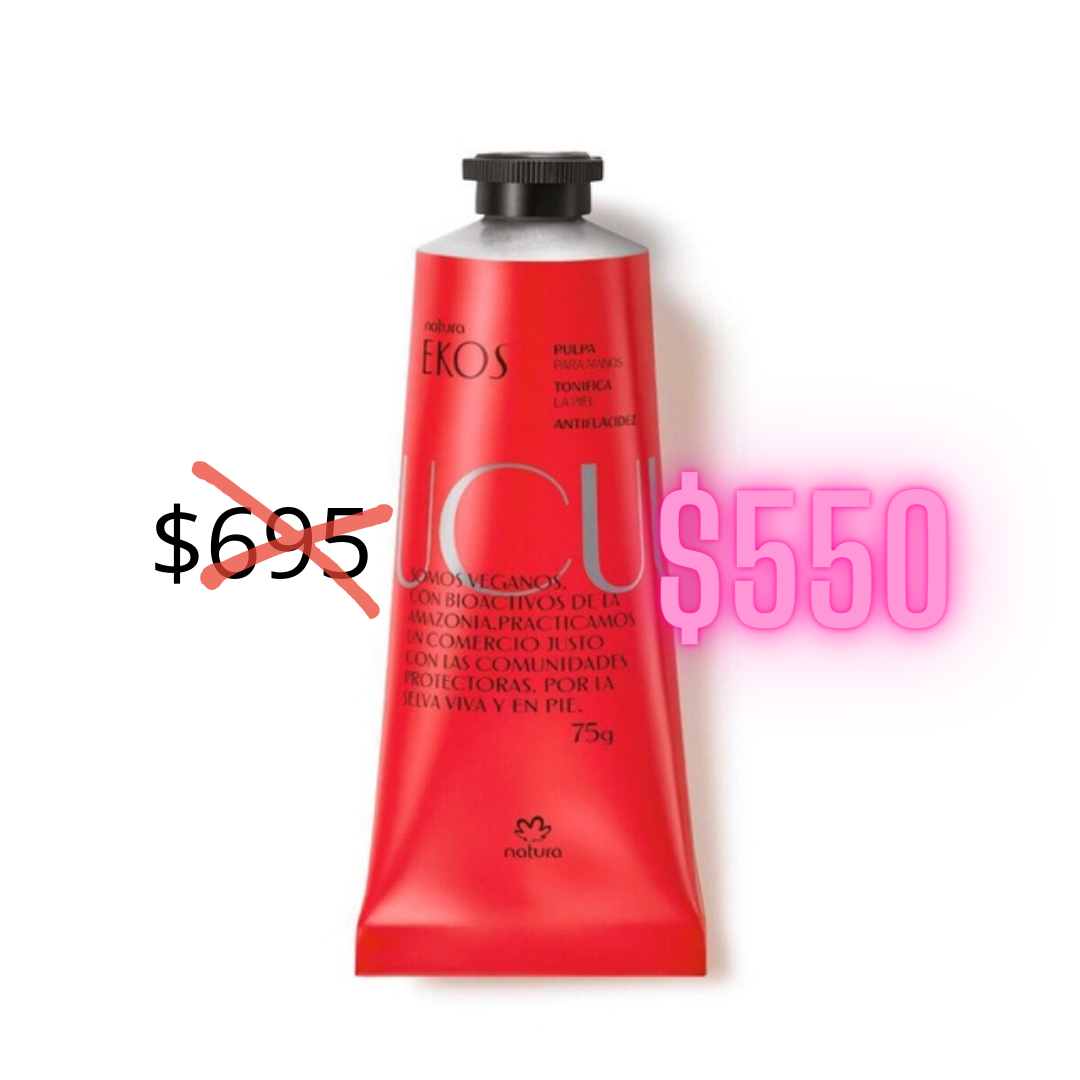 natura
EKOS
PULPA
PARA MANOS
TONIFICA
LA PIEL
ANTIFLACIDEZ
UCU
$695
$550
SOMOS VEGANOS.
CON BIOACTIVOS DE LA
AMAZONIA, PRACTICAMOS
UN COMERCIO JUSTO
CON LAS COMUNIDADES
PROTECTORAS, POR LA
SELVA VIVA Y EN PIE.
75g
natura